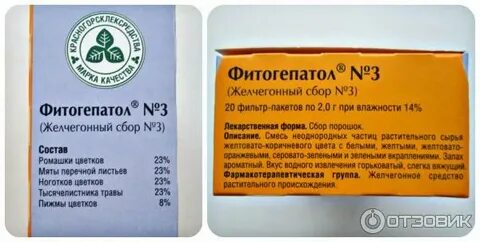 КРАСНОГОРСКЛЕКСРЕДСТВА
МАРКА КАЧЕСТВА
Фитогепатол® №3
(Желчегонный сбор №3)
Состав
Ромашки цветков 23%
Мяты перечной листьев 23%
Ноготков цветков 23%
Тысячелистника травы 23%
Пижмы цветков 8%
Фитогепатол® №3
(Желчегонный сбор №3)
20 фильтр-пакетов по 2,0 г при влажности 14%
Лекарственная форма. Сбор порошок.
Описание. Смесь неоднородных частиц растительного сырья
желтовато-коричневого цвета с белыми, желтыми, желтовато-
оранжевыми, серовато-зелеными и зелеными вкраплениями. Запах
ароматный. Вкус водного извлечения горьковатый, слегка вяжущий.
Фармакотерапевтическая группа. Желчегонное средство
растительного происхождения.
ОТЗОВИК